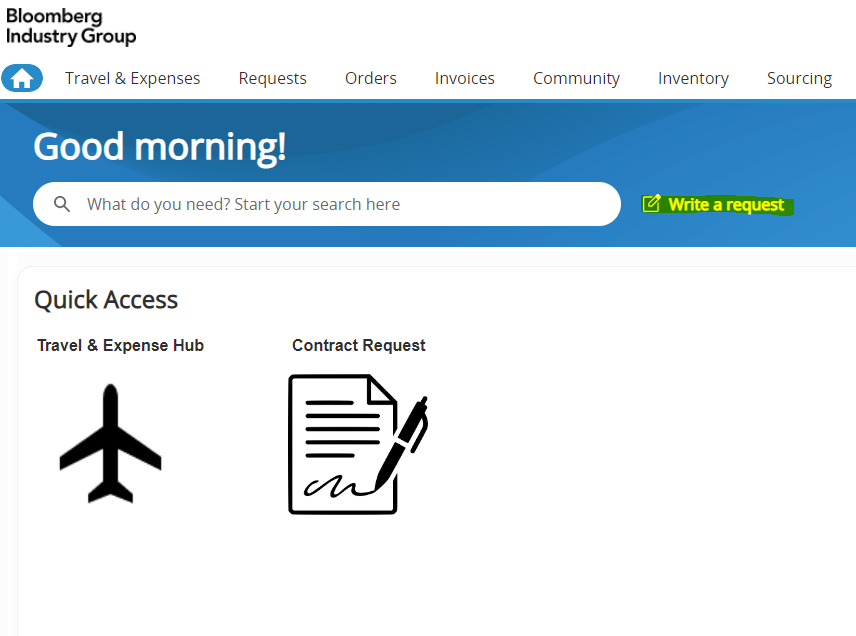 Bloomberg
Industry Group
Travel & Expenses Requests Orders Invoices Community Inventory Sourcing
Good morning!
What do you need? Start your search here Write a request
Quick Access
Travel & Expense Hub Contract Request